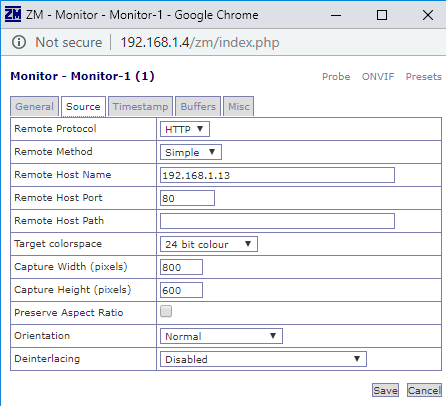 ZM ZM - Monitor - Monitor-1 - Google Chrome
Not secure | 192.168.1.4/zm/index.php
Monitor - Monitor-1 (1) Probe ONVIF Presets
General Source Timestamp Buffers Misc
Remote Protocol HTTP
Remote Method Simple
Remote Host Name 192.168.1.13
Remote Host Port 80
Remote Host Path
Target colorspace 24 bit colour
Capture Width (pixels) 800
Capture Height (pixels) 600
Preserve Aspect Ratio
Orientation Normal
Deinterlacing Disabled
Save Cancel